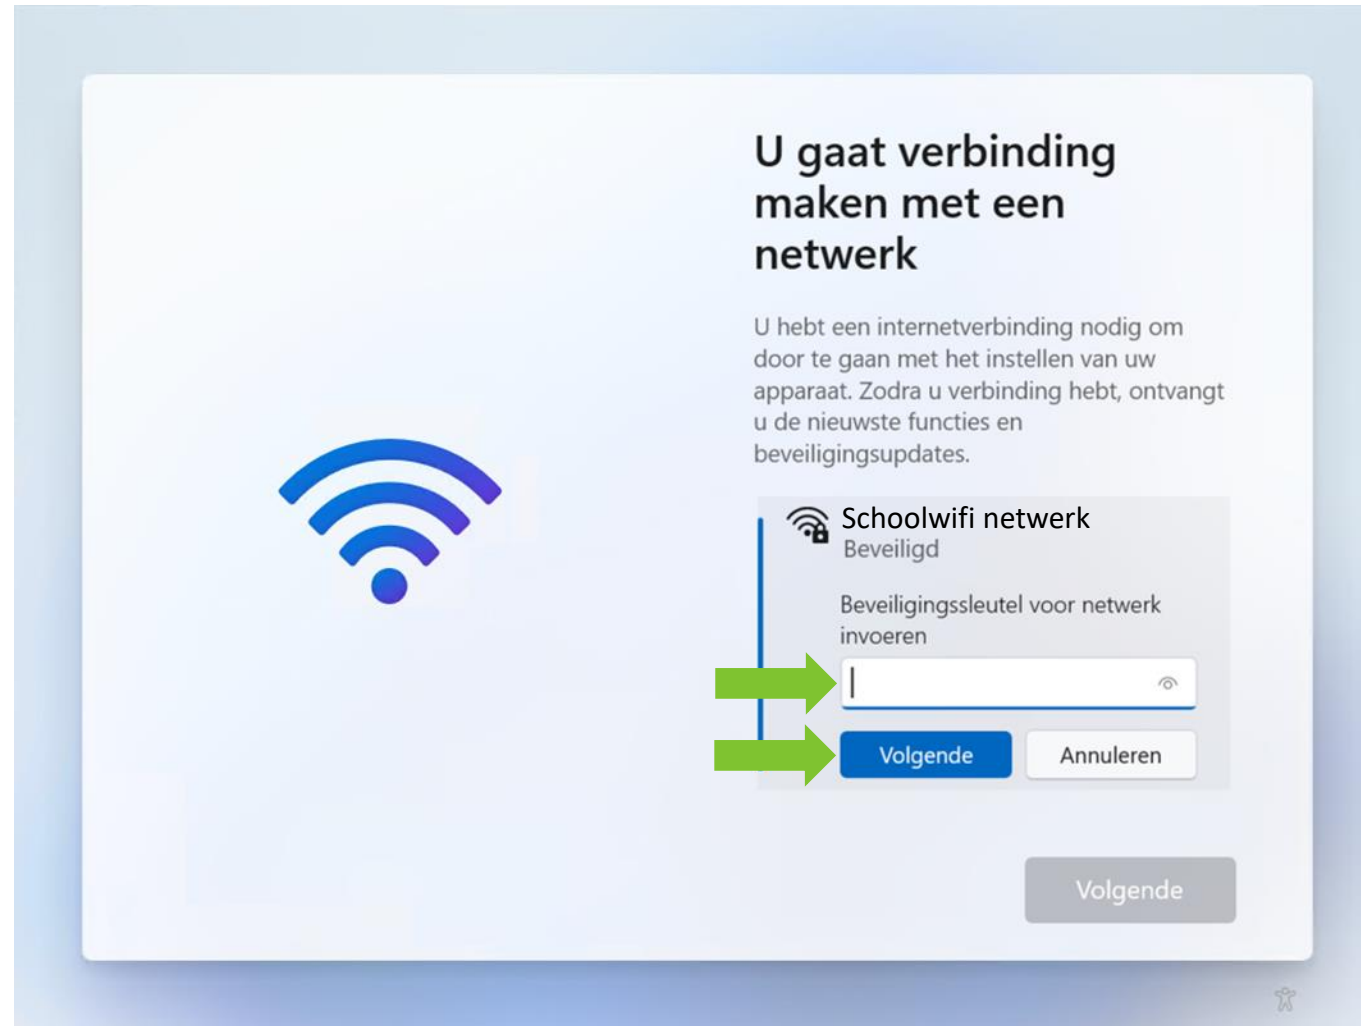 U gaat verbinding
maken met een
netwerk
U hebt een internetverbinding nodig om
door te gaan met het instellen van uw
apparaat. Zodra u verbinding hebt, ontvangt
u de nieuwste functies en
beveiligingsupdates.
Schoolwifi netwerk
Beveiligd
Beveiligingssleutel voor netwerk
invoeren
Volgende Annuleren
Volgende